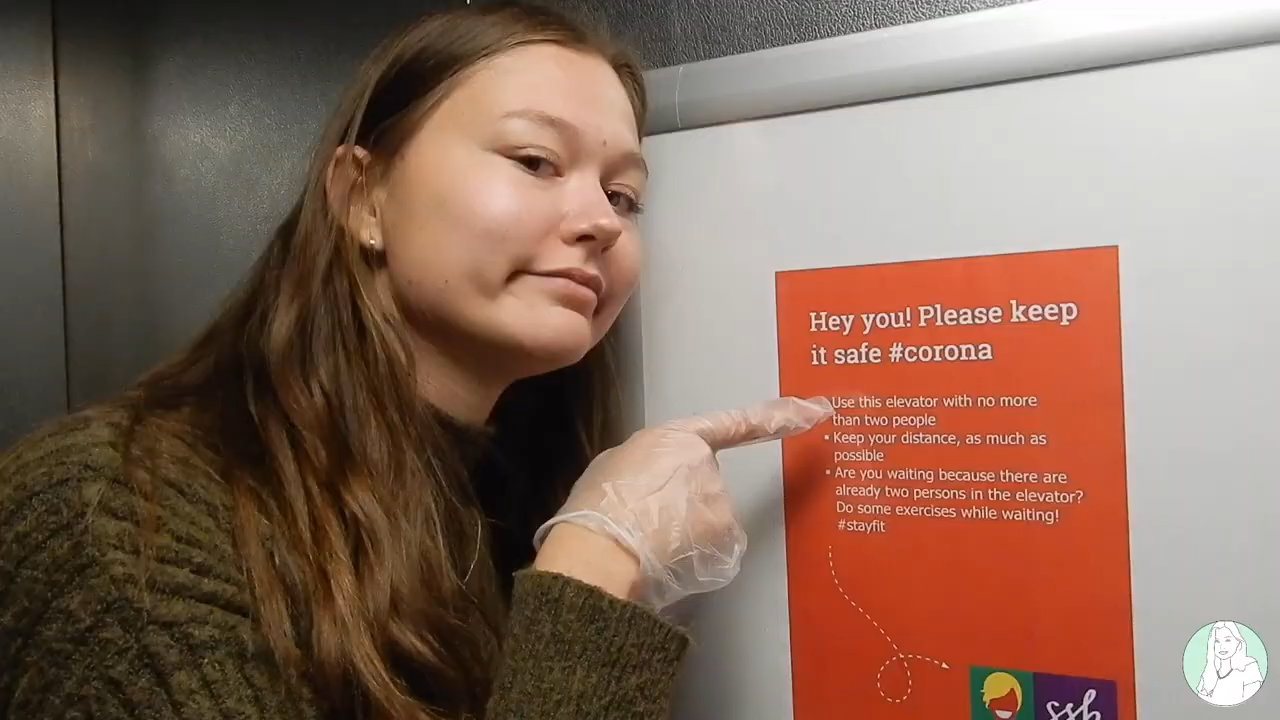 Hey you! Please keep
it safe #corona
Use this elevator with no more
than two people
▪ Keep your distance, as much as
possible
▪ Are you waiting because there are
already two persons in the elevator?
Do some exercises while waiting!
#stayfit
ssh